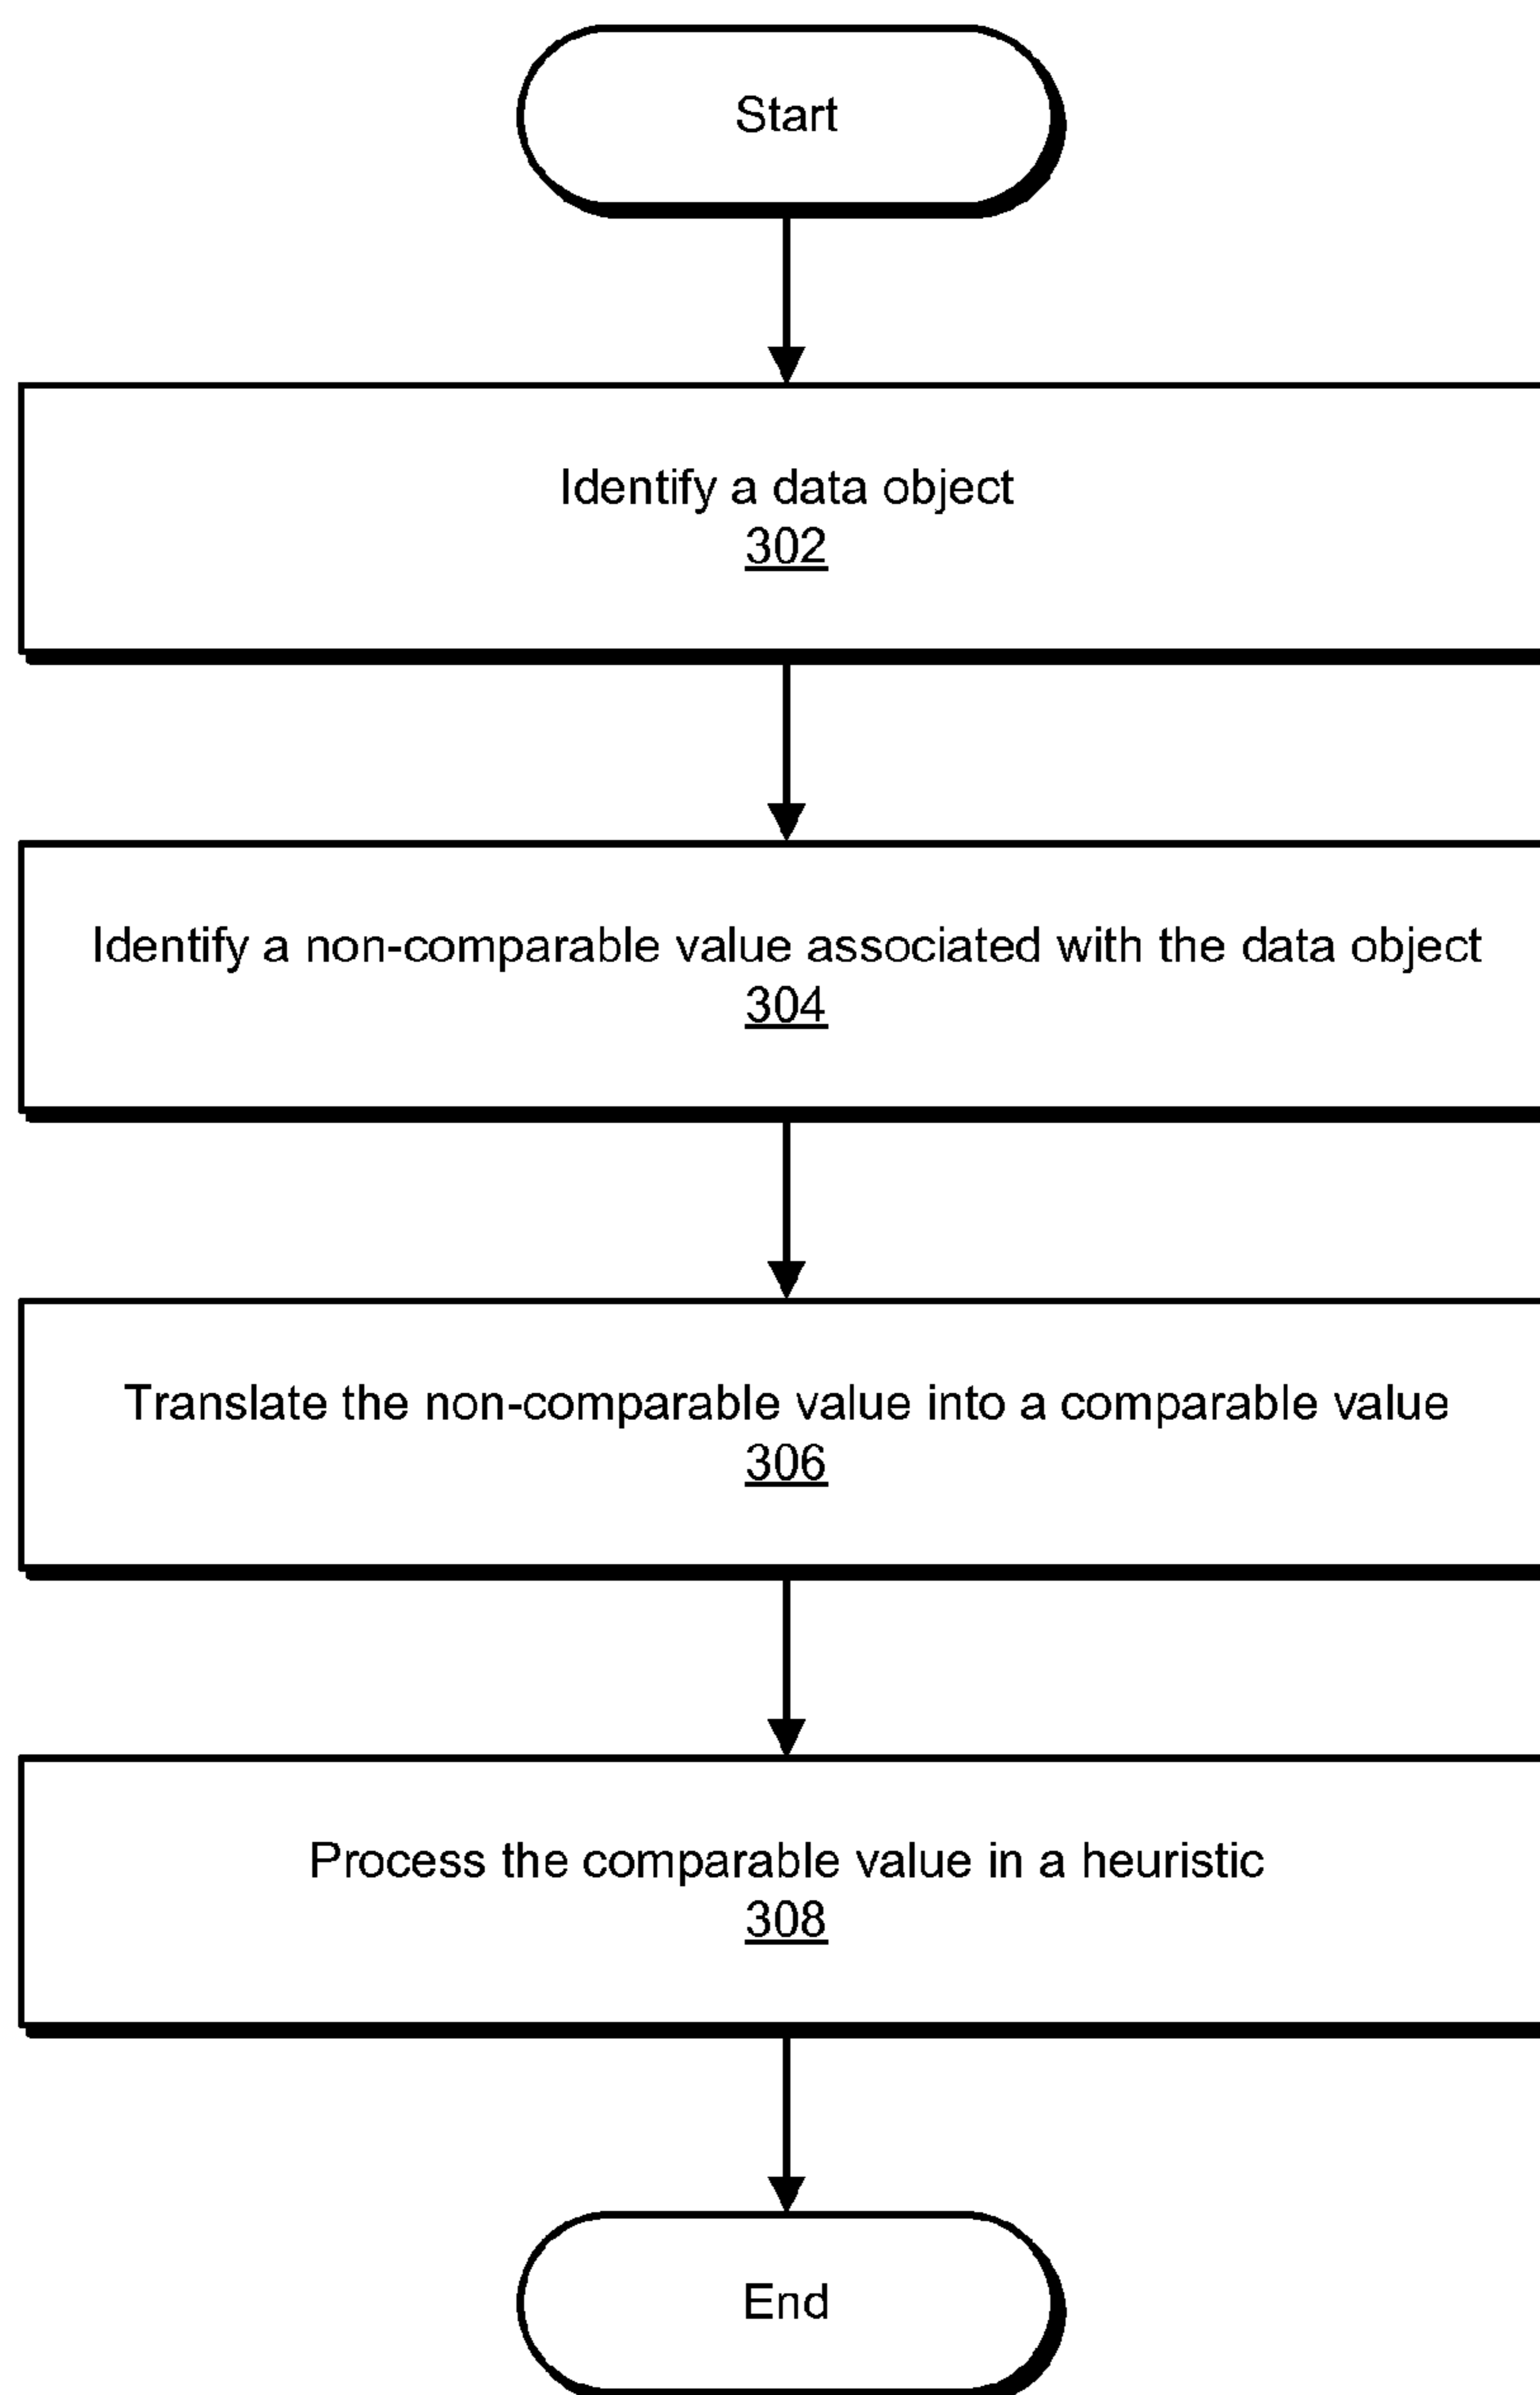 Start
Identify a data object
302
Identify a non-comparable value associated with the data object
304
Translate the non-comparable value into a comparable value
306
Process the comparable value in a heuristic
308
End